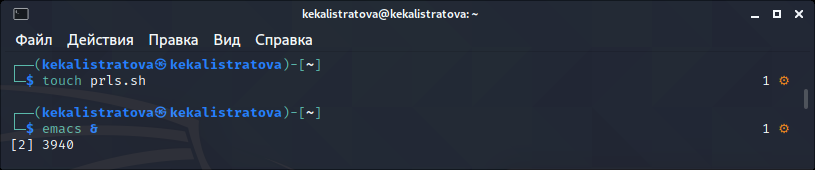 kekalistratova@kekalistratova: ~
Файл Действия Правка Вид Справка
┌──(kekalistratova㉿kekalistratova)-[~]
└─$ touch prls.sh 1 ⚙
┌──(kekalistratova㉿kekalistratova)-[~]
└─$ emacs & 1 ⚙
[2] 3940